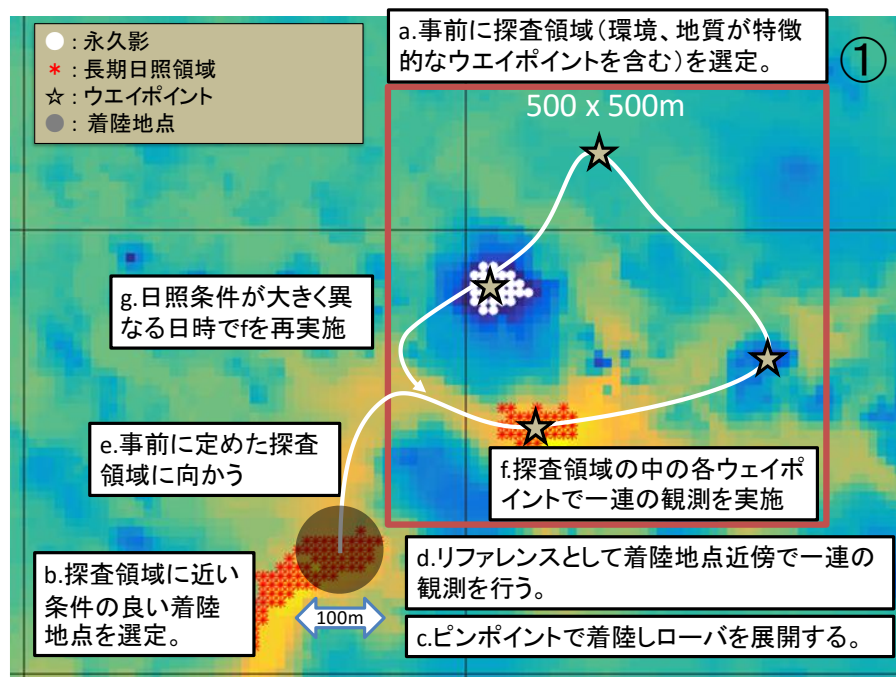 a.事前に探査領域(環境、地質が特徴
的なウエイポイントを含む)を選定。
①
○:永久影
*:長期日照領域
☆:ウエイポイント
●:着陸地点
500 x 500m
g.日照条件が大きく異
なる日時でfを再実施
e.事前に定めた探査
領域に向かう
f.探査領域の中の各ウェイポ
イントで一連の観測を実施
b.探査領域に近い
条件の良い着陸
地点を選定。
100m
d.リファレンスとして着陸地点近傍で一連の
観測を行う。
c.ピンポイントで着陸しローバを展開する。